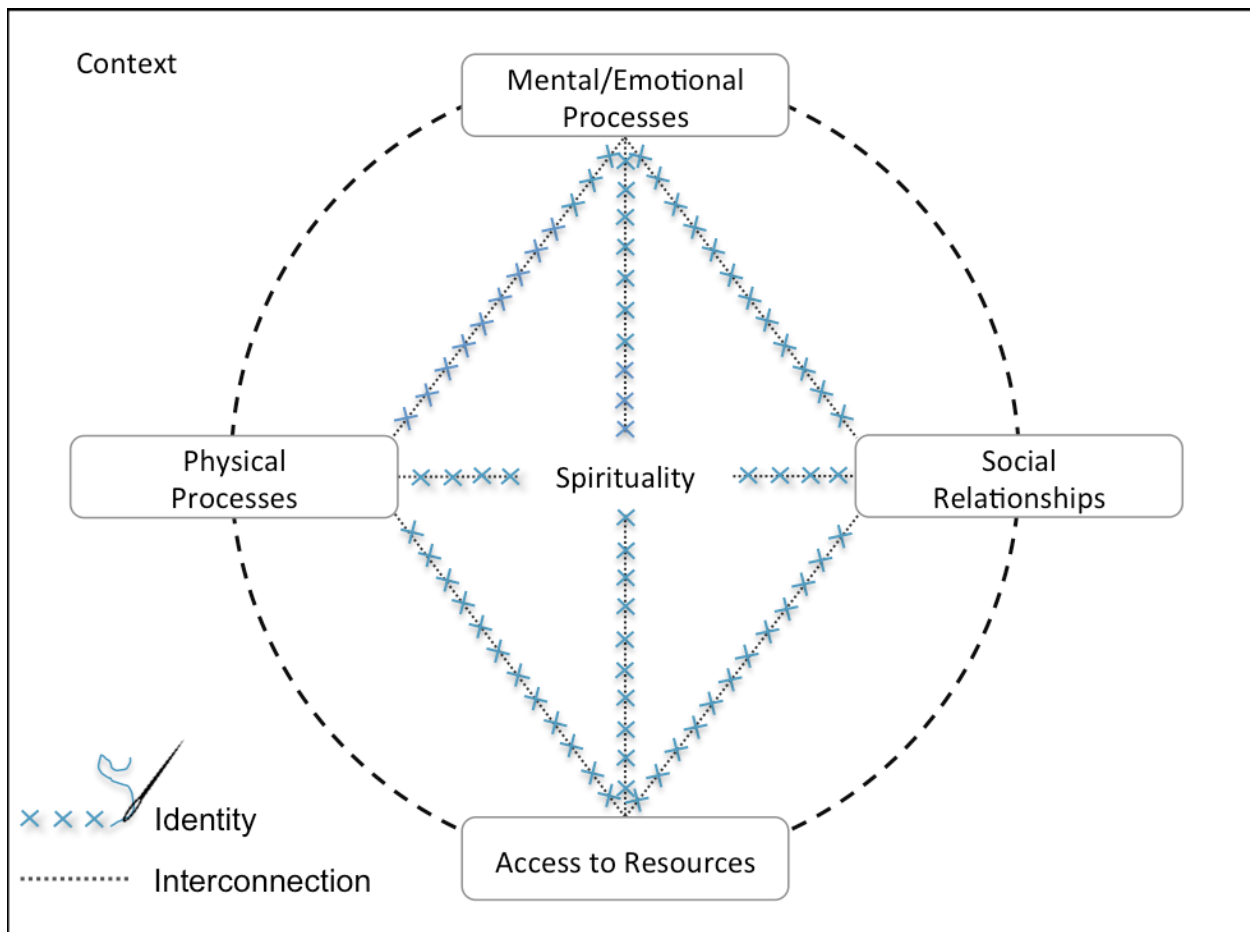 Context
Mental/Emotional
Processes
Physical
Processes
Spirituality
Social
Relationships
Identity
Access to Resources
Interconnection